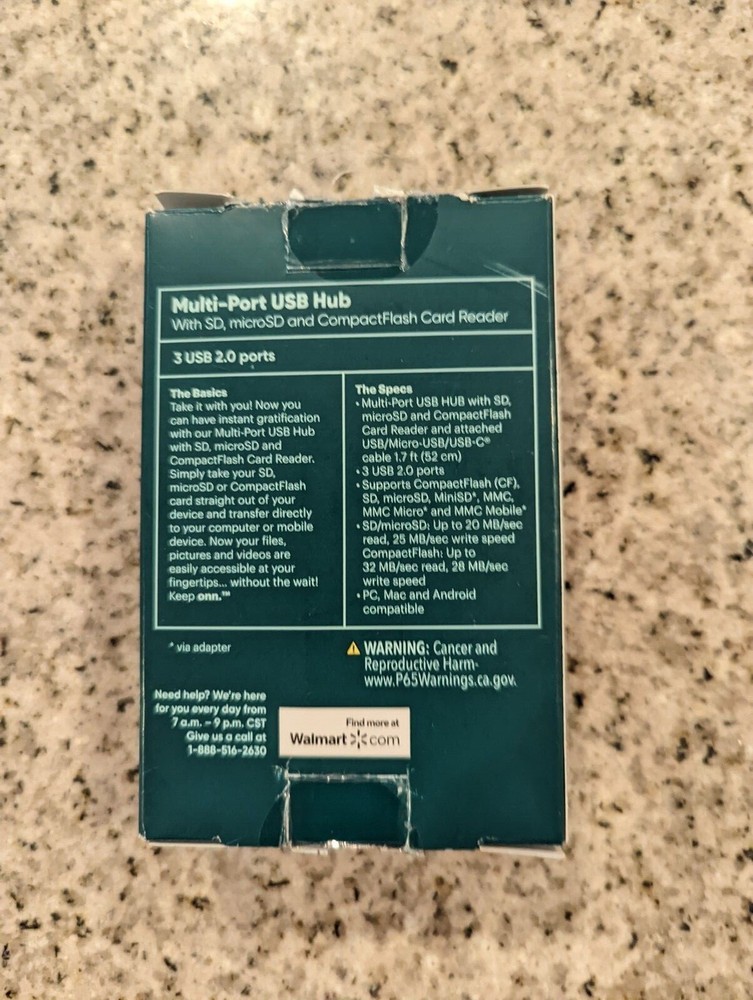 Multi-Port USB Hub
With SD, microSD and CompactFlash Card Reader
3 USB 2.0 ports
The Basics
Take it with you! Now you
can have instant gratification
with our Multi-Port USB Hub
with SD, microSD and
CompactFlash Card Reader.
Simply take your SD,
microSD or CompactFlash
card straight out of your
device and transfer directly
to your computer or mobile
device. Now your files,
pictures and videos are
easily accessible at your
fingertips... without the wait!
Keep onn.™
The Specs
• Multi-Port USB HUB with SD,
microSD and CompactFlash
Card Reader and attached
USB/Micro-USB/USB-C®
cable 1.7 ft (52 cm)
• 3 USB 2.0 ports
• Supports CompactFlash (CF),
SD, microSD, MiniSD*, MMC,
MMC Micro* and MMC Mobile*
• SD/microSD: Up to 20 MB/sec
read, 25 MB/sec write speed
CompactFlash: Up to
32 MB/sec read, 28 MB/sec
write speed
• PC, Mac and Android
compatible
* via adapter
⚠ WARNING: Cancer and
Reproductive Harm-
www.P65Warnings.ca.gov.
Need help? We're here
for you every day from
7 a.m. – 9 p.m. CST
Give us a call at
1-888-516-2630
Find more at
Walmart.com